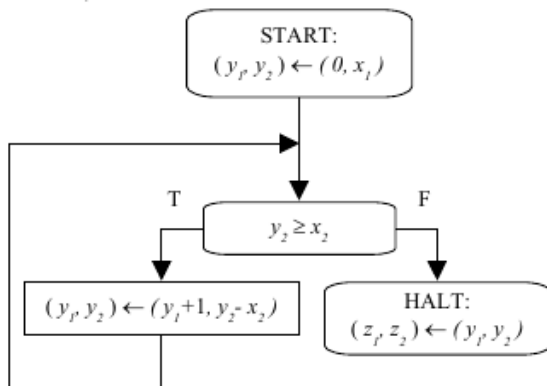 START:
(y₁, y₂) ← (0, x₁)
T
F
y₂ ≥ x₂
(y₁, y₂) ← (y₁+1, y₂- x₂)
HALT:
(z₁, z₂) ← (y₁, y₂)